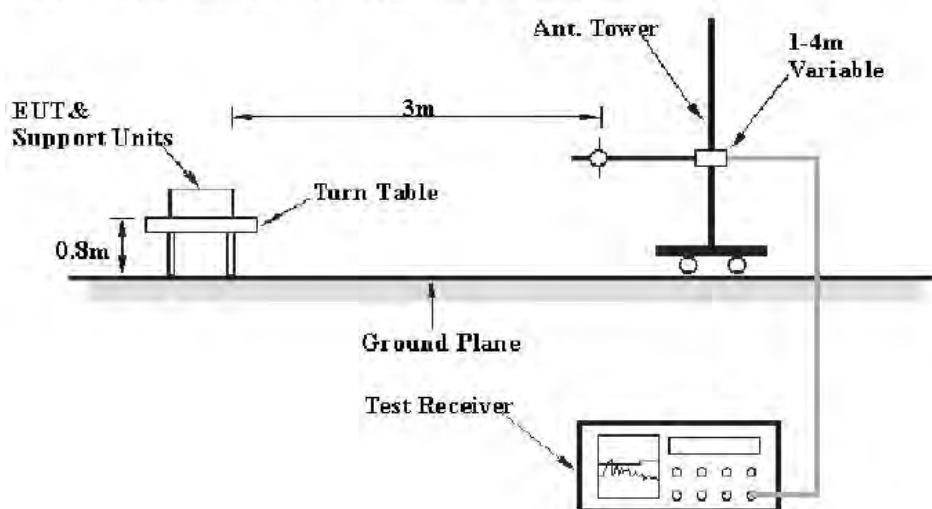 Ant. Tower
1-4m
Variable
EUT &
Support Units
3m
Turn Table
0.8m
Ground Plane
Test Receiver